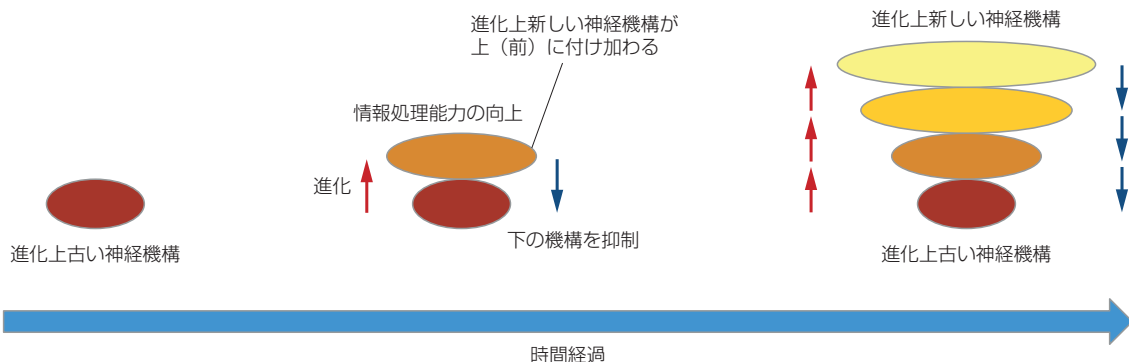 進化上新しい神経機構が
上（前）に付け加わる
進化上新しい神経機構
情報処理能力の向上
進化
下の機構を抑制
進化上古い神経機構
進化上古い神経機構
時間経過